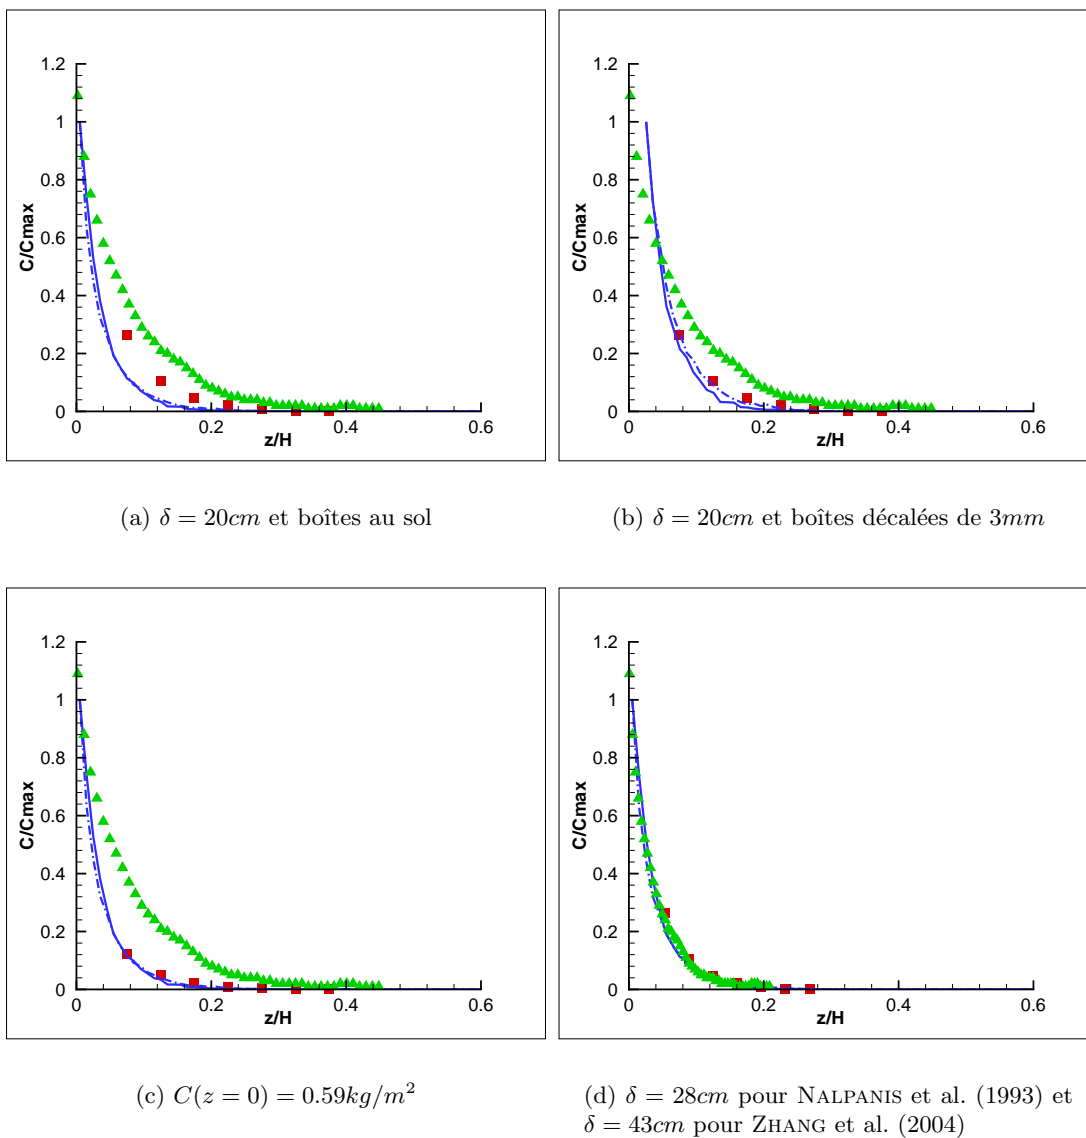 1.2
1
0.8
0.6
0.4
0.2
0
C/Cmax
0 0.2 0.4 0.6
z/H
(a) δ = 20cm et boîtes au sol
1.2
1
0.8
0.6
0.4
0.2
0
C/Cmax
0 0.2 0.4 0.6
z/H
(b) δ = 20cm et boîtes décalées de 3mm
1.2
1
0.8
0.6
0.4
0.2
0
C/Cmax
0 0.2 0.4 0.6
z/H
(c) C(z = 0) = 0.59kg/m²
1.2
1
0.8
0.6
0.4
0.2
0
C/Cmax
0 0.2 0.4 0.6
z/H
(d) δ = 28cm pour NALPANIS et al. (1993) et
δ = 43cm pour ZHANG et al. (2004)